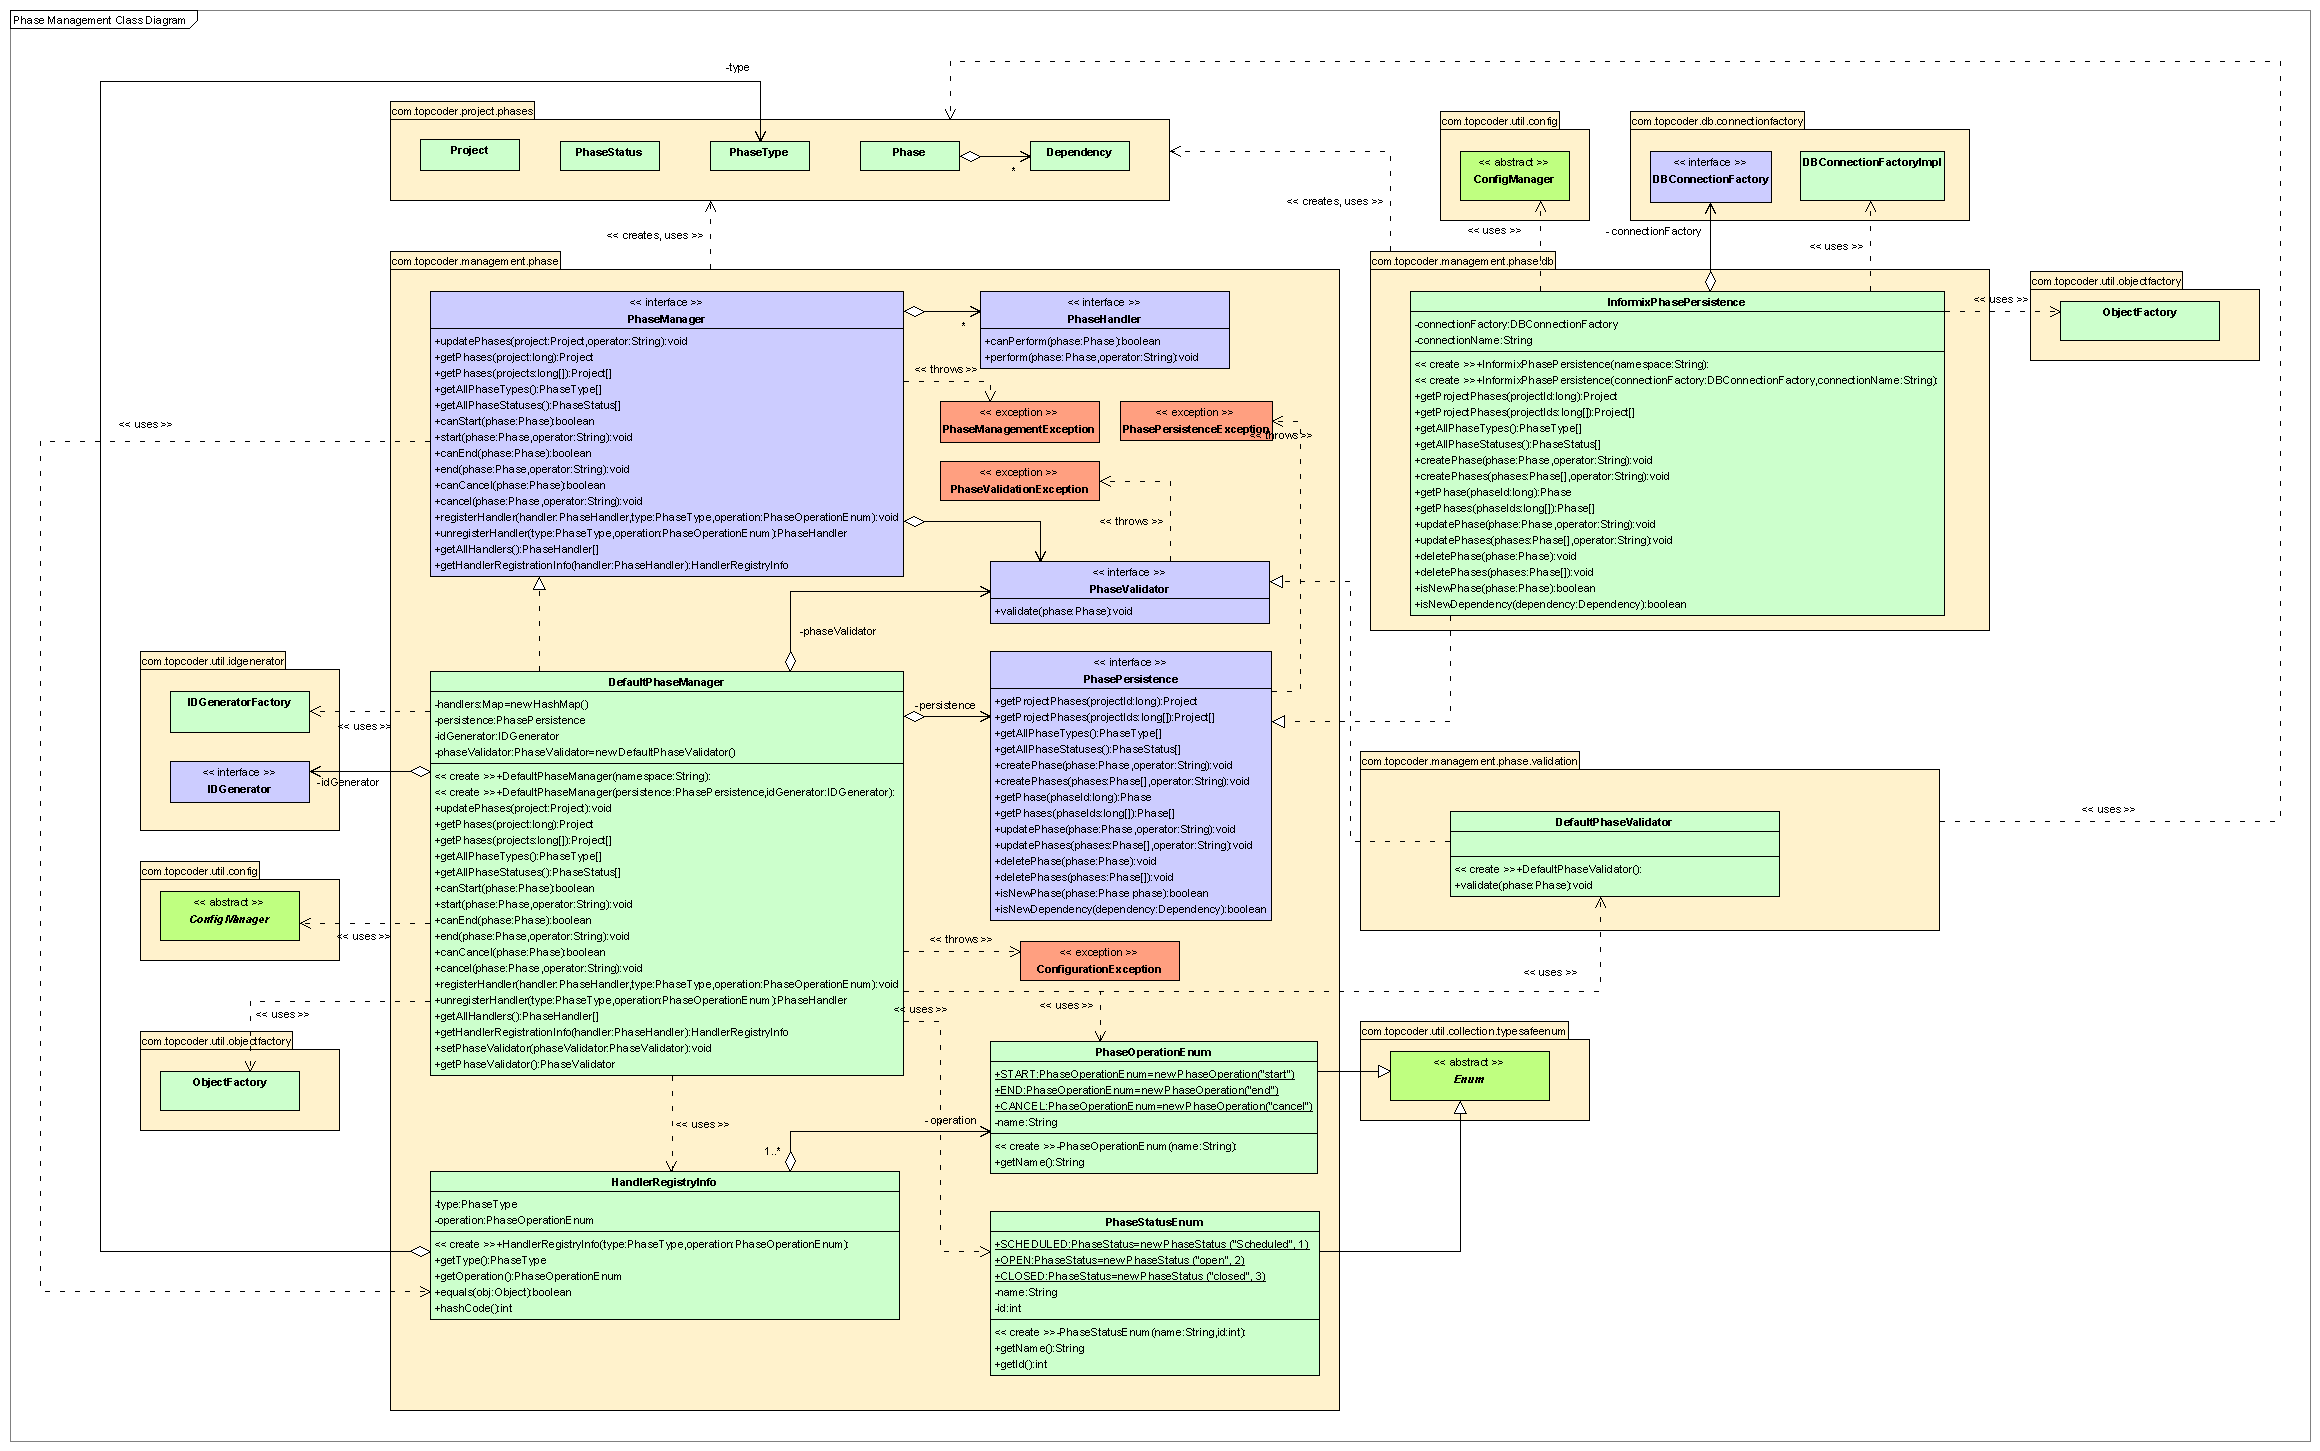 Phase Management Class Diagram
-type
com.topcoder.project.phases
Project
PhaseStatus
PhaseType
Phase
Dependency
*
<< creates, uses >>
<< creates, uses >>
com.topcoder.util.config
<< abstract >>
ConfigManager
<< uses >>
com.topcoder.db.connectionfactory
<< interface >>
DBConnectionFactory
DBConnectionFactoryImpl
- connectionFactory
<< uses >>
com.topcoder.management.phase
<< interface >>
PhaseManager
+updatePhases(project:Project,operator:String):void
+getPhases(project:long):Project
+getPhases(projects:long[]):Project[]
+getAllPhaseTypes():PhaseType[]
+getAllPhaseStatuses():PhaseStatus[]
+canStart(phase:Phase):boolean
+start(phase:Phase,operator:String):void
+canEnd(phase:Phase):boolean
+end(phase:Phase,operator:String):void
+canCancel(phase:Phase):boolean
+cancel(phase:Phase,operator:String):void
+registerHandler(handler:PhaseHandler,type:PhaseType,operation:PhaseOperationEnum):void
+unregisterHandler(type:PhaseType,operation:PhaseOperationEnum):PhaseHandler
+getAllHandlers():PhaseHandler[]
+getHandlerRegistrationInfo(handler:PhaseHandler):HandlerRegistryInfo
*
<< interface >>
PhaseHandler
+canPerform(phase:Phase):boolean
+perform(phase:Phase,operator:String):void
<< throws >>
<< exception >>
PhaseManagementException
<< exception >>
PhasePersistenceException
<< throws >>
<< exception >>
PhaseValidationException
<< throws >>
<< uses >>
<< interface >>
PhaseValidator
+validate(phase:Phase):void
-phaseValidator
com.topcoder.management.phase.db
InformixPhasePersistence
-connectionFactory:DBConnectionFactory
-connectionName:String
<< create >>+InformixPhasePersistence(namespace:String):
<< create >>+InformixPhasePersistence(connectionFactory:DBConnectionFactory,connectionName:String):
+getProjectPhases(projectId:long):Project
+getProjectPhases(projectIds:long[]):Project[]
+getAllPhaseTypes():PhaseType[]
+getAllPhaseStatuses():PhaseStatus[]
+createPhase(phase:Phase,operator:String):void
+createPhases(phases:Phase[],operator:String):void
+getPhase(phaseId:long):Phase
+getPhases(phaseIds:long[]):Phase[]
+updatePhase(phase:Phase,operator:String):void
+updatePhases(phases:Phase[],operator:String):void
+deletePhase(phase:Phase):void
+deletePhases(phases:Phase[]):void
+isNewPhase(phase:Phase):boolean
+isNewDependency(dependency:Dependency):boolean
<< uses >>
com.topcoder.util.objectfactory
ObjectFactory
com.topcoder.util.idgenerator
IDGeneratorFactory
<< uses >>
<< interface >>
IDGenerator
-idGenerator
DefaultPhaseManager
-handlers:Map=newHashMap()
-persistence:PhasePersistence
-idGenerator:IDGenerator
-phaseValidator:PhaseValidator=newDefaultPhaseValidator()
<< create >>+DefaultPhaseManager(namespace:String):
<< create >>+DefaultPhaseManager(persistence:PhasePersistence,idGenerator:IDGenerator):
+updatePhases(project:Project):void
+getPhases(project:long):Project
+getPhases(projects:long[]):Project[]
+getAllPhaseTypes():PhaseType[]
+getAllPhaseStatuses():PhaseStatus[]
+canStart(phase:Phase):boolean
+start(phase:Phase,operator:String):void
+canEnd(phase:Phase):boolean
+end(phase:Phase,operator:String):void
+canCancel(phase:Phase):boolean
+cancel(phase:Phase,operator:String):void
+registerHandler(handler:PhaseHandler,type:PhaseType,operation:PhaseOperationEnum):void
+unregisterHandler(type:PhaseType,operation:PhaseOperationEnum):PhaseHandler
+getAllHandlers():PhaseHandler[]
+getHandlerRegistrationInfo(handler:PhaseHandler):HandlerRegistryInfo
+setPhaseValidator(phaseValidator:PhaseValidator):void
+getPhaseValidator():PhaseValidator
-persistence
<< interface >>
PhasePersistence
+getProjectPhases(projectId:long):Project
+getProjectPhases(projectIds:long[]):Project[]
+getAllPhaseTypes():PhaseType[]
+getAllPhaseStatuses():PhaseStatus[]
+createPhase(phase:Phase,operator:String):void
+createPhases(phases:Phase[],operator:String):void
+getPhase(phaseId:long):Phase
+getPhases(phaseIds:long[]):Phase[]
+updatePhase(phase:Phase,operator:String):void
+updatePhases(phases:Phase[],operator:String):void
+deletePhase(phase:Phase):void
+deletePhases(phases:Phase[]):void
+isNewPhase(phase:Phase phase):boolean
+isNewDependency(dependency:Dependency):boolean
com.topcoder.management.phase.validation
DefaultPhaseValidator
<< create >>+DefaultPhaseValidator():
+validate(phase:Phase):void
<< uses >>
<< uses >>
com.topcoder.util.config
<< abstract >>
ConfigManager
<< uses >>
<< throws >>
<< exception >>
ConfigurationException
<< uses >>
<< uses >>
<< uses >>
com.topcoder.util.objectfactory
ObjectFactory
PhaseOperationEnum
+START:PhaseOperationEnum=newPhaseOperation("start")
+END:PhaseOperationEnum=newPhaseOperation("end")
+CANCEL:PhaseOperationEnum=newPhaseOperation("cancel")
-name:String
<< create >>-PhaseOperationEnum(name:String):
+getName():String
com.topcoder.util.collection.typesafeenum
<< abstract >>
Enum
<< uses >>
-operation
1..*
HandlerRegistryInfo
-type:PhaseType
-operation:PhaseOperationEnum
<< create >>+HandlerRegistryInfo(type:PhaseType,operation:PhaseOperationEnum):
+getType():PhaseType
+getOperation():PhaseOperationEnum
+equals(obj:Object):boolean
+hashCode():int
PhaseStatusEnum
+SCHEDULED:PhaseStatus=newPhaseStatus ("Scheduled", 1)
+OPEN:PhaseStatus=newPhaseStatus ("open", 2)
+CLOSED:PhaseStatus=newPhaseStatus ("closed", 3)
-name:String
-id:int
<< create >>-PhaseStatusEnum(name:String,id:int):
+getName():String
+getId():int